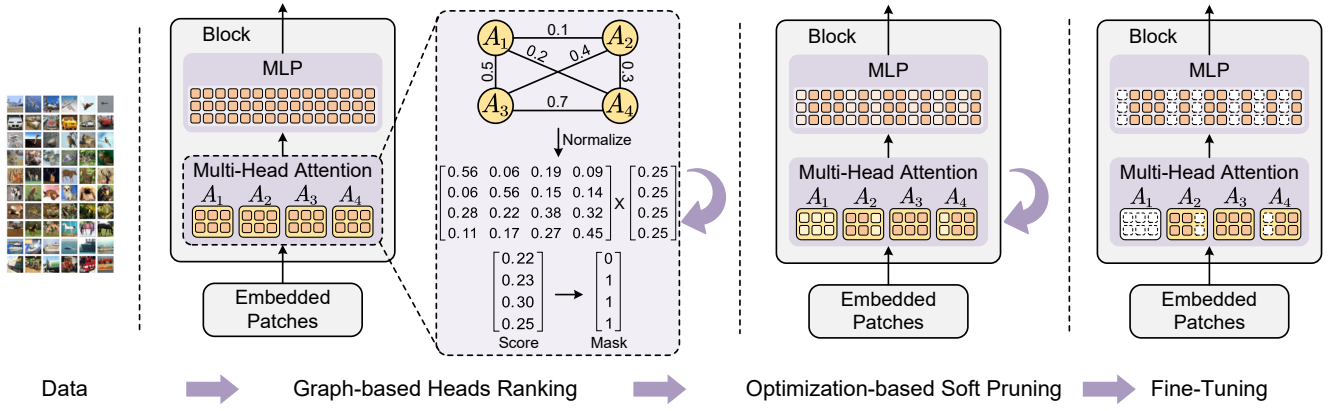 Block
MLP
Multi-Head Attention
A1 A2 A3 A4
Embedded
Patches
A1 0.1 A2
0.2 0.4
0.5 0.3
A3 0.7 A4
Normalize
0.56 0.06 0.19 0.09
0.06 0.56 0.15 0.14
0.28 0.22 0.38 0.32
0.11 0.17 0.27 0.45
X
0.25
0.25
0.25
0.25
0.22
0.23
0.30
0.25
Score
0
1
1
1
Mask
Block
MLP
Multi-Head Attention
A1 A2 A3 A4
Embedded
Patches
Block
MLP
Multi-Head Attention
A1 A2 A3 A4
Embedded
Patches
Data
Graph-based Heads Ranking
Optimization-based Soft Pruning
Fine-Tuning